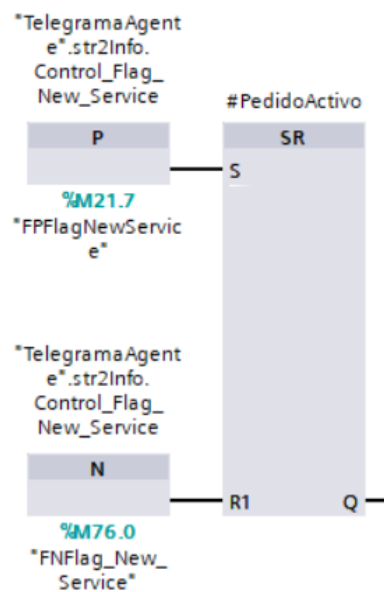 "TelegramaAgent
e".str2Info.
Control_Flag_
New_Service
#PedidoActivo
P
SR
S
%M21.7
"FPFlagNewServic
e"
"TelegramaAgent
e".str2Info.
Control_Flag_
New_Service
N
R1 Q
%M76.0
"FNFlag_New_
Service"